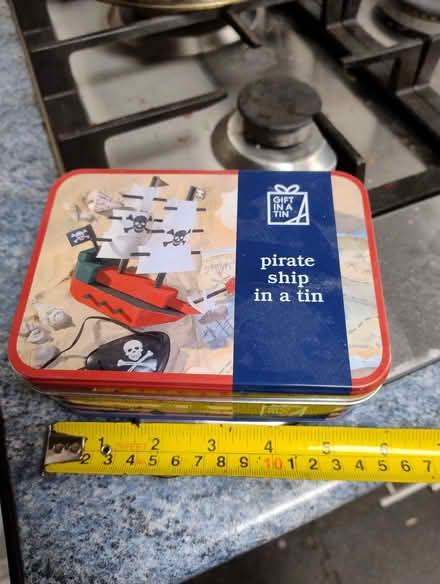 GIFT
IN A
TIN
pirate
ship
in a tin
1 2 3 4 5 6
2 3 4 5 6 7 8 9 10 1 2 3 4 5 6 7